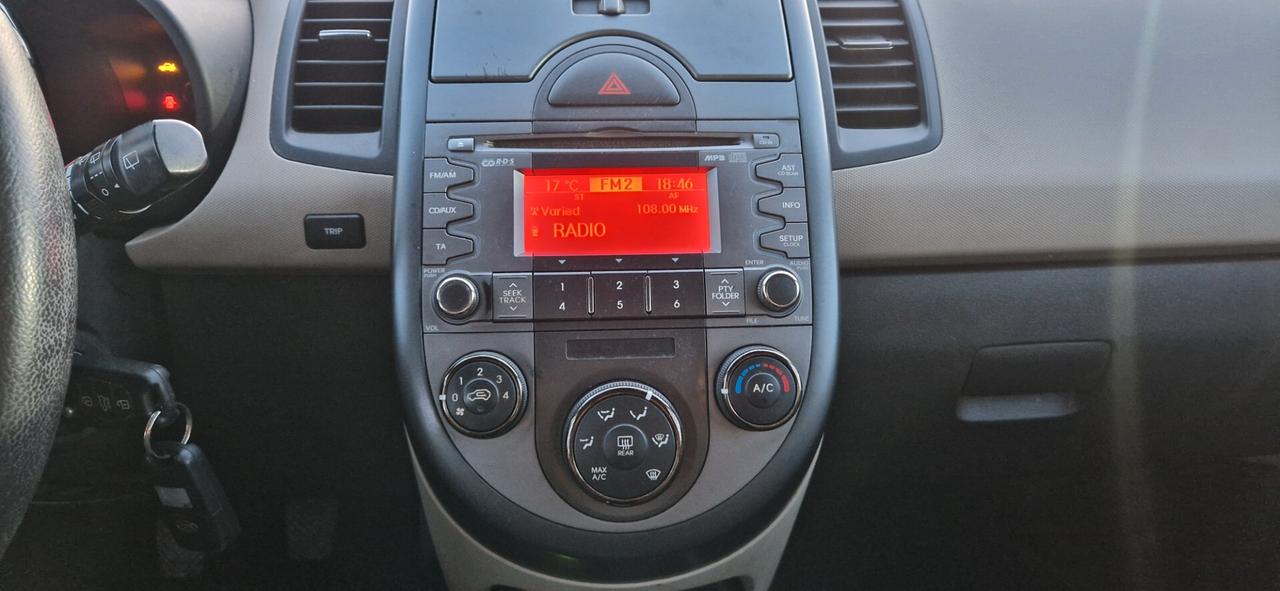 R·D·S
MP3
FM/AM
CD/AUX
TA
AST
CD SCAN
INFO
SETUP
CLOCK
17 °C FM2 18:46
ST AF
Varied 108.00 MHz
RADIO
TRIP
POWER
PUSH
VOL
SEEK
TRACK
1 2 3
4 5 6
PTY
FOLDER
ENTER
AUDIO
FILE
TUNE
0 1 2 3 4
A/C
REAR
MAX
A/C